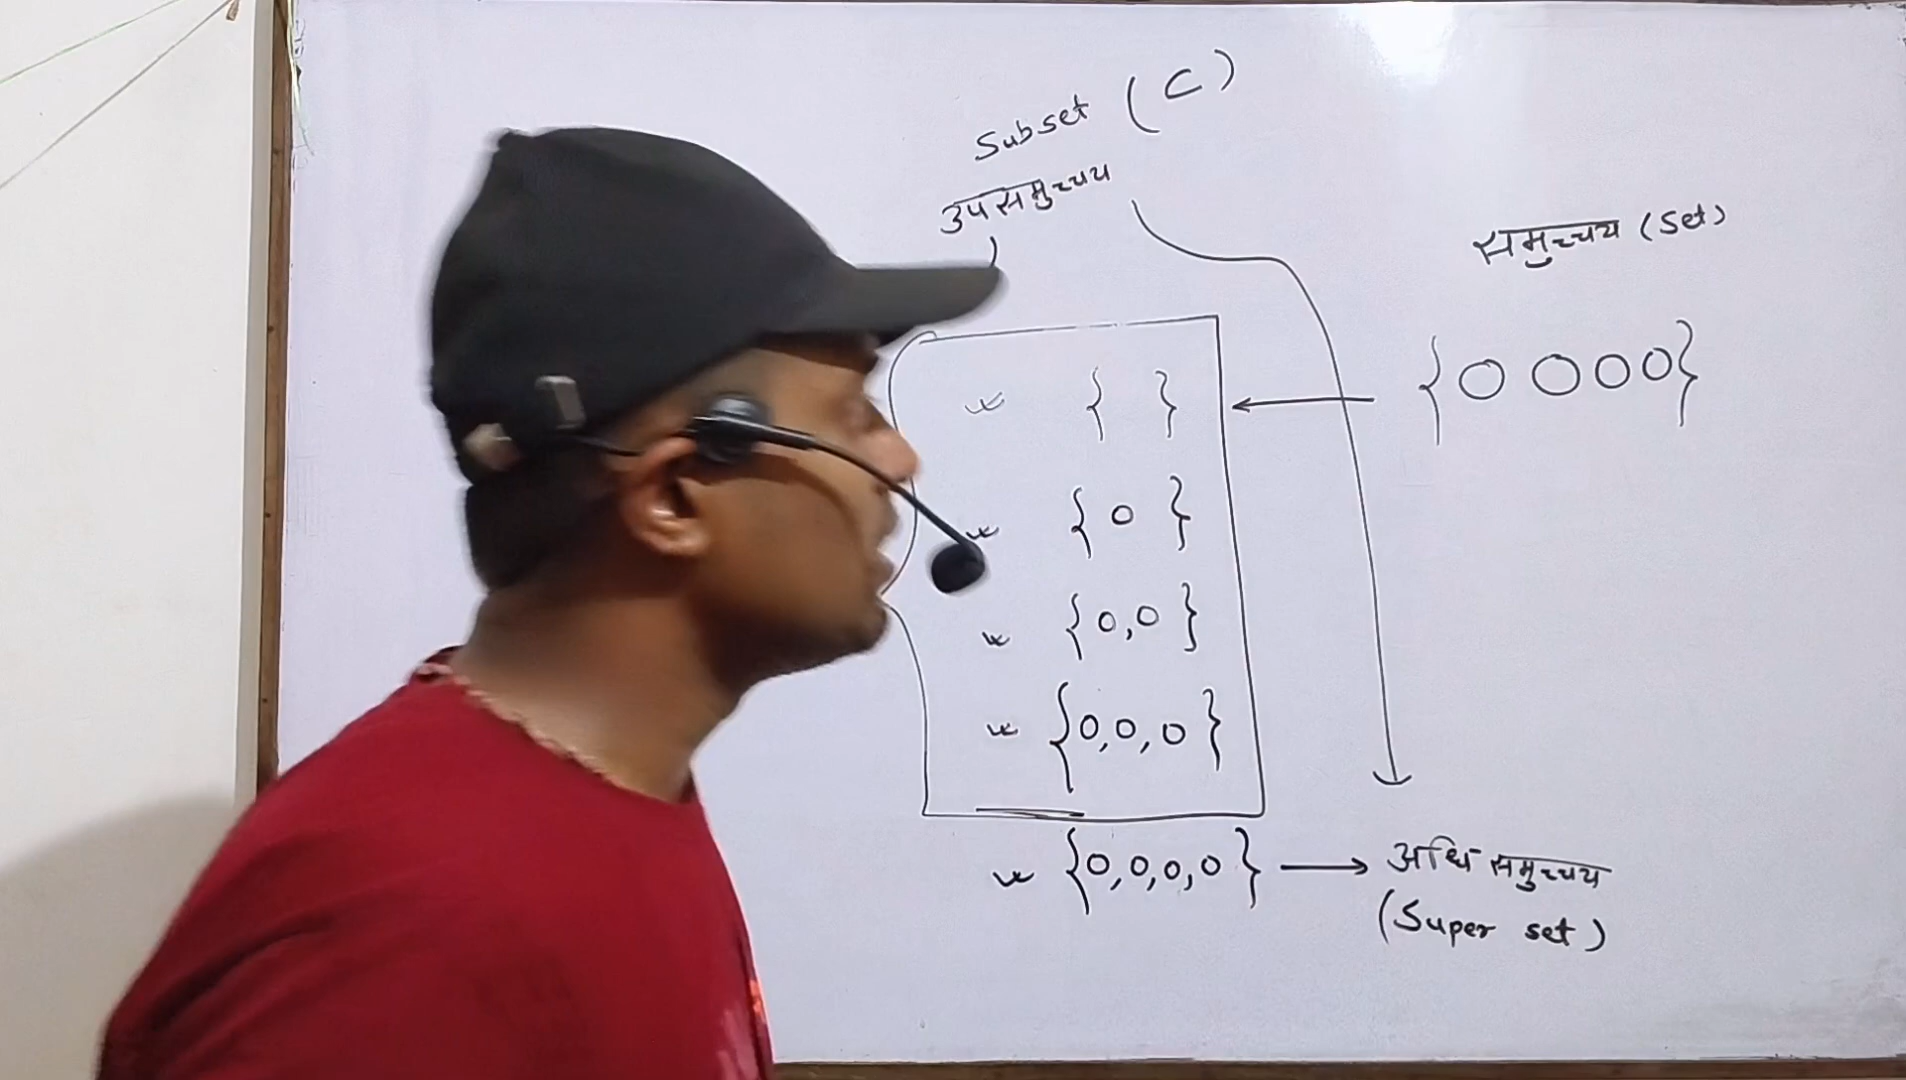 Subset (⊂)
उपसमुच्चय
समुच्चय (Set)
{0 0 0 0}
{ }
{0}
{0,0}
{0,0,0}
{0,0,0,0} → अधि समुच्चय
(Super set)